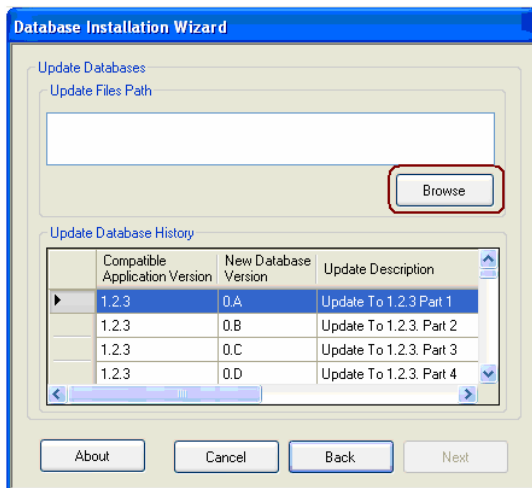 Database Installation Wizard
Update Databases
Update Files Path
Browse
Update Database History
Compatible Application Version New Database Version Update Description
1.2.3 0.A Update To 1.2.3 Part 1
1.2.3 0.B Update To 1.2.3. Part 2
1.2.3 0.C Update To 1.2.3. Part 3
1.2.3 0.D Update To 1.2.3. Part 4
About Cancel Back Next